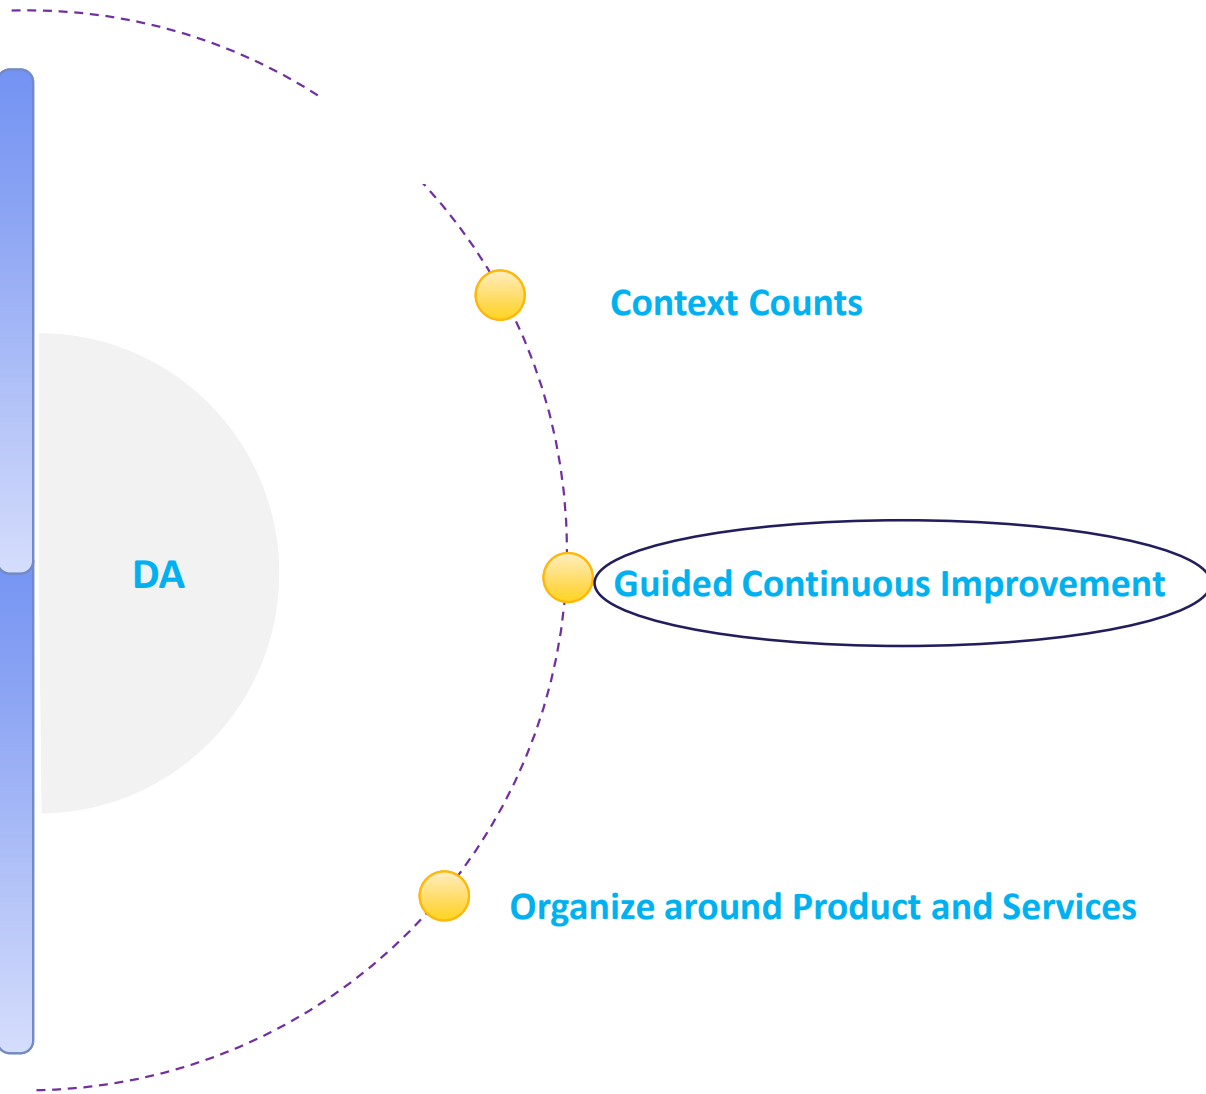 Context Counts
DA
Guided Continuous Improvement
Organize around Product and Services